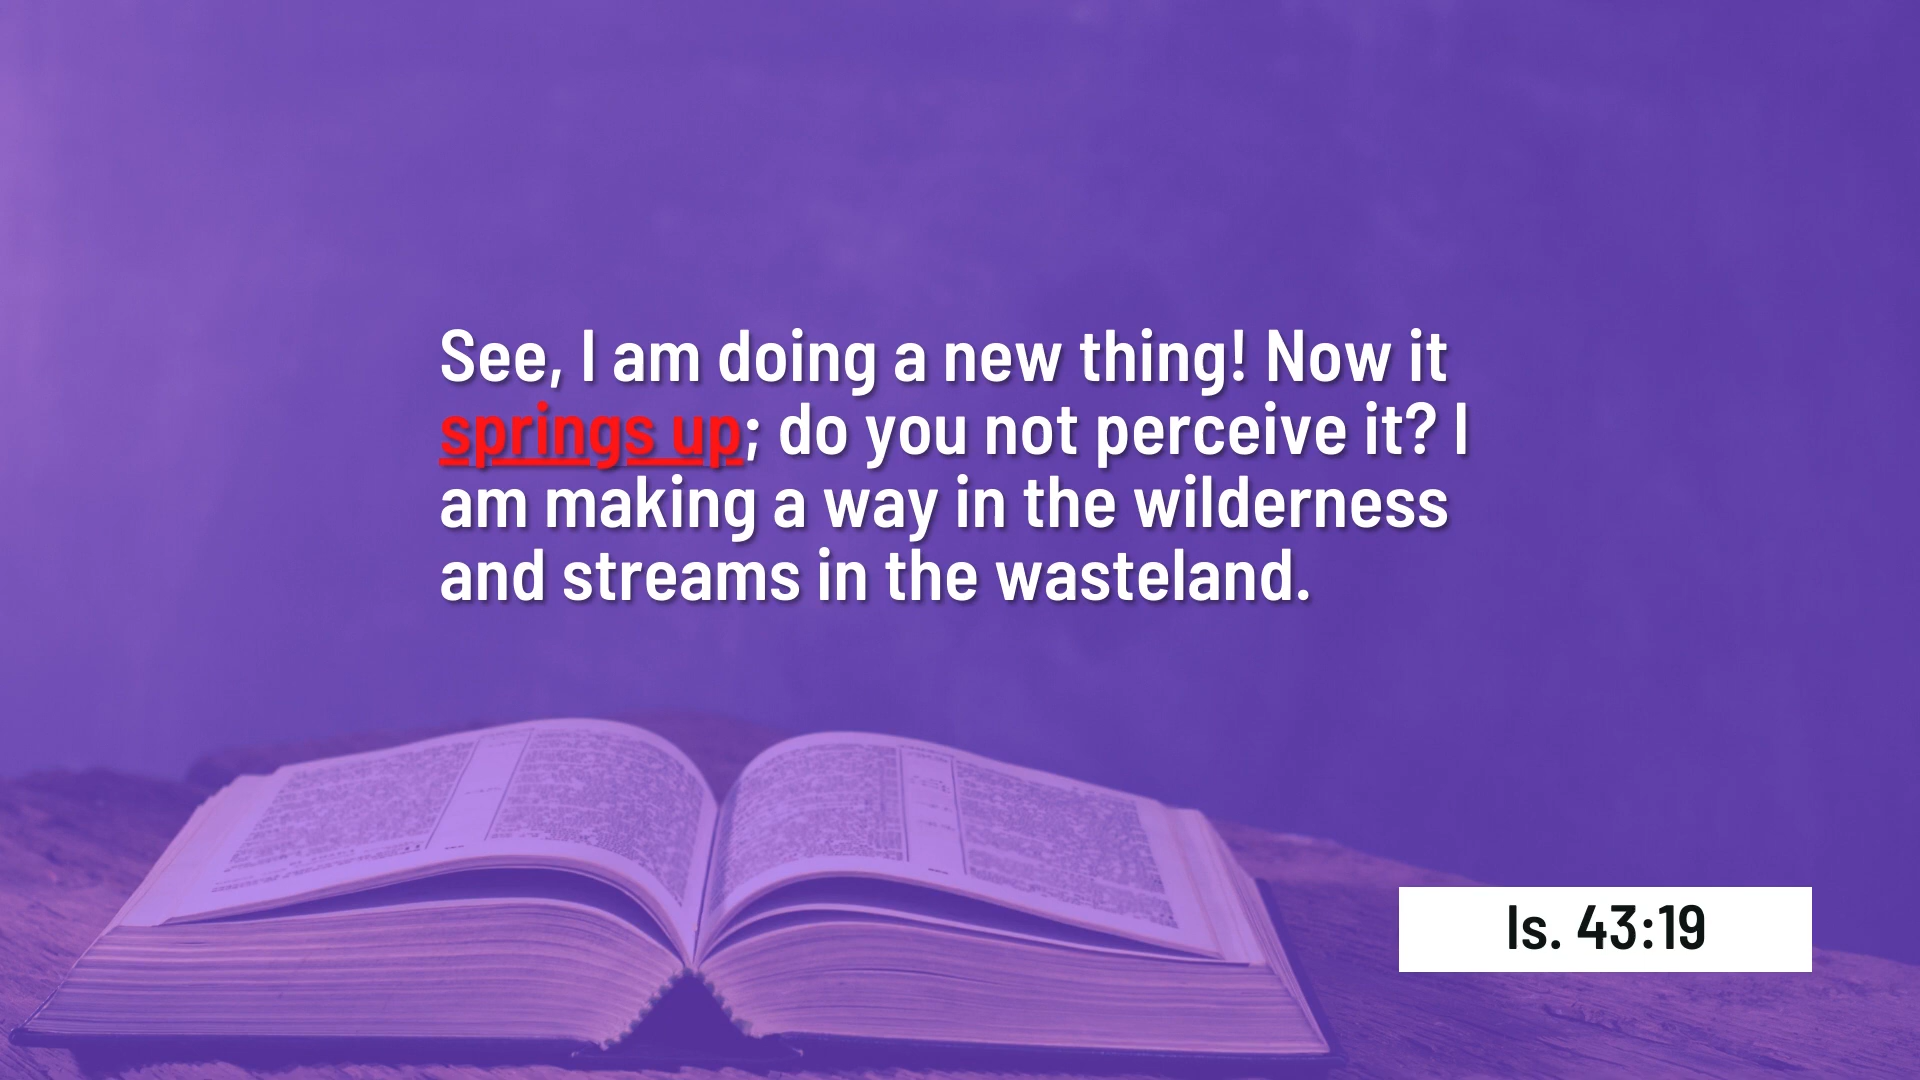 See, I am doing a new thing! Now it
springs up; do you not perceive it? I
am making a way in the wilderness
and streams in the wasteland.
Is. 43:19